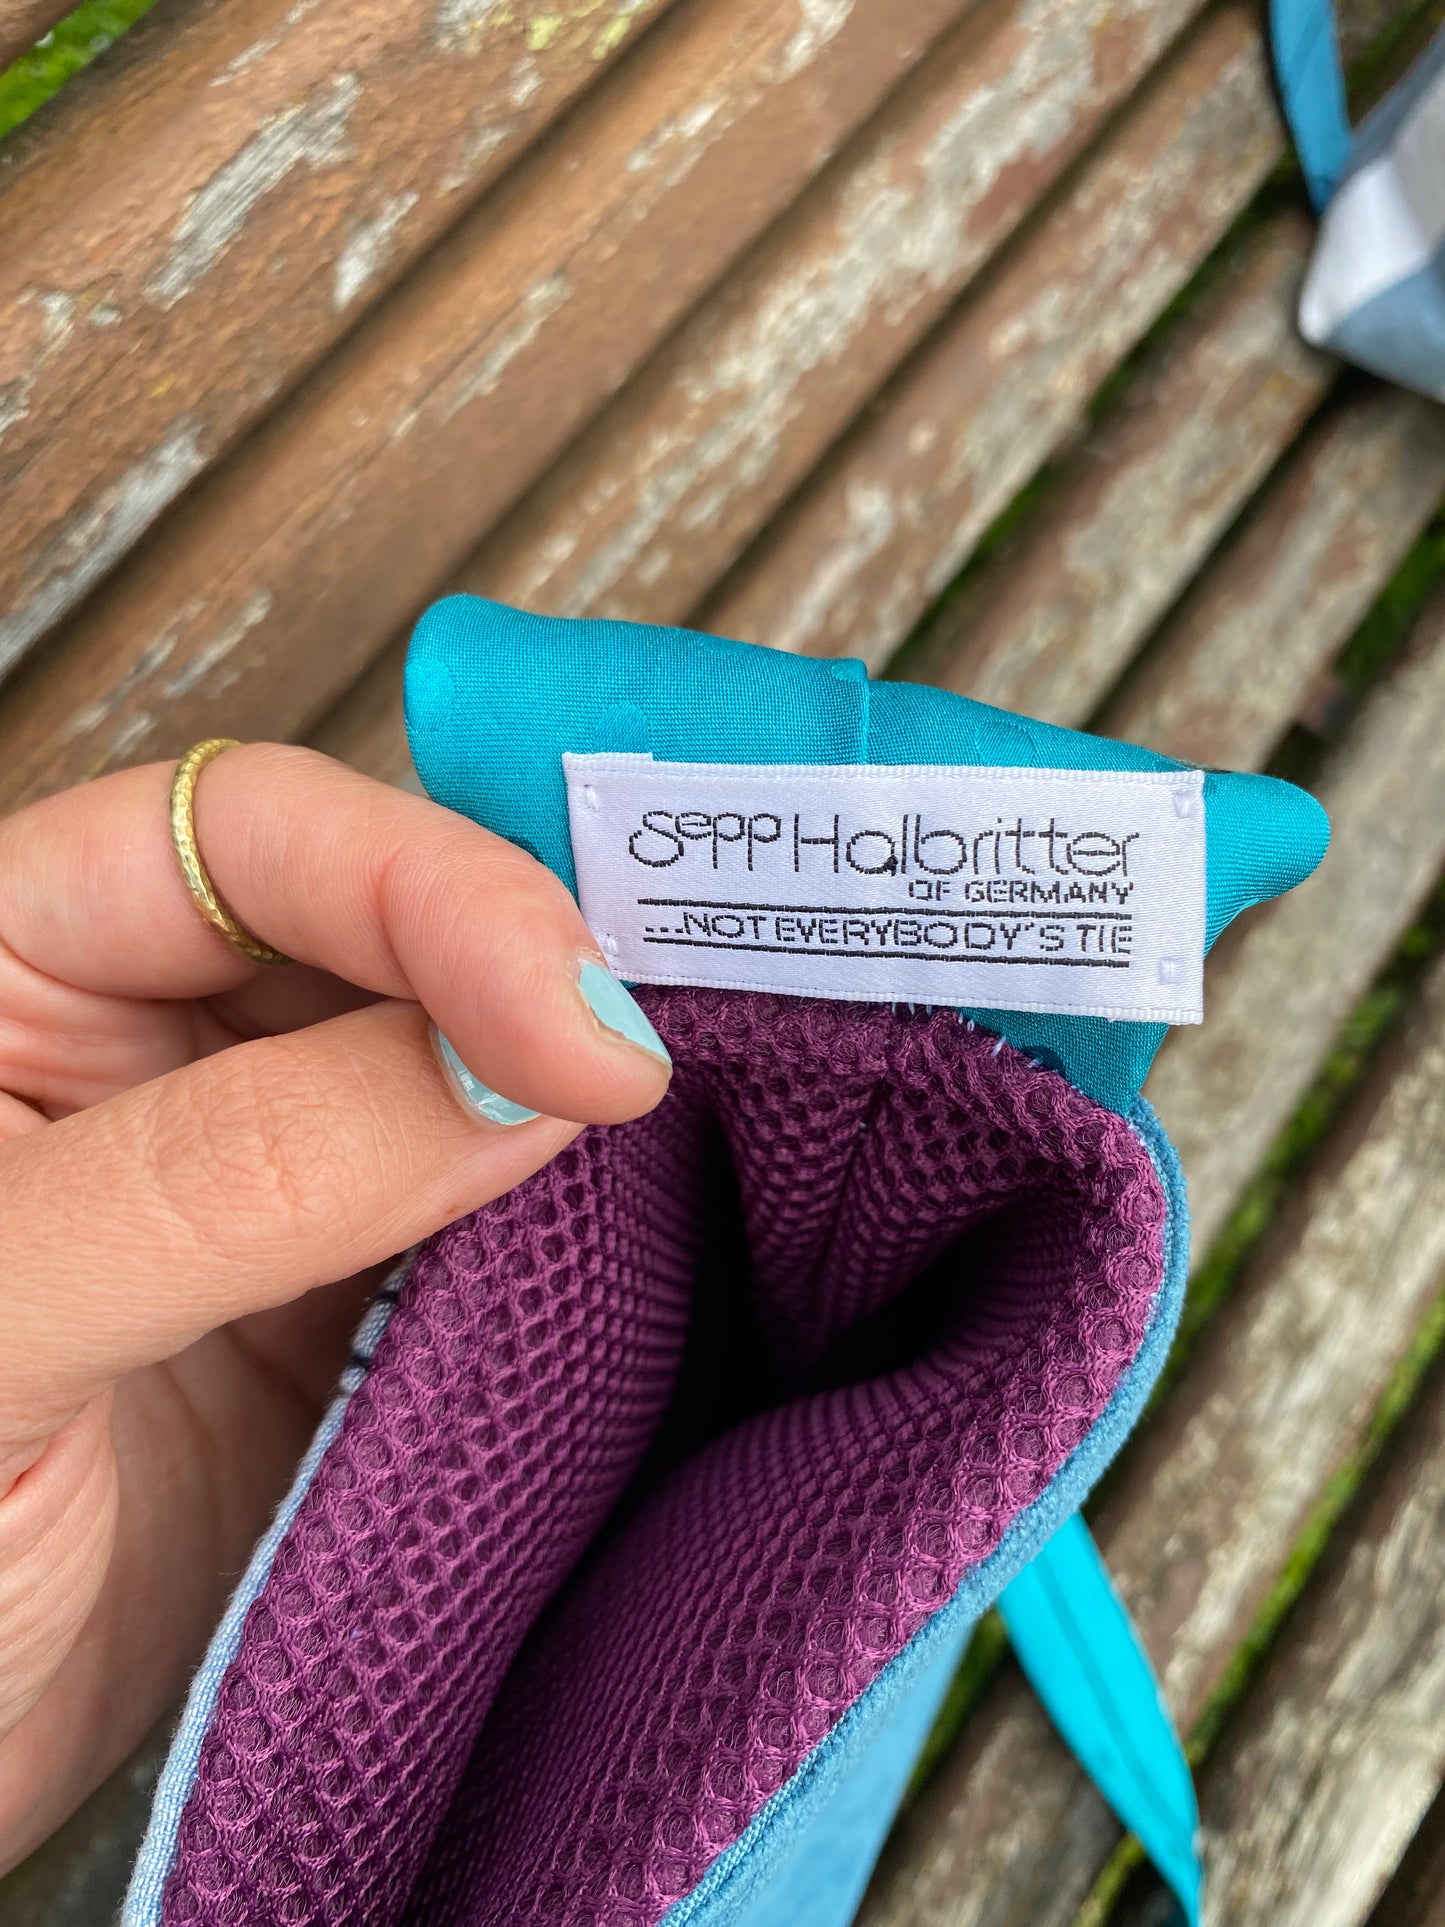 Sepp Halbritter
OF GERMANY
...NOT EVERYBODY'S TIE